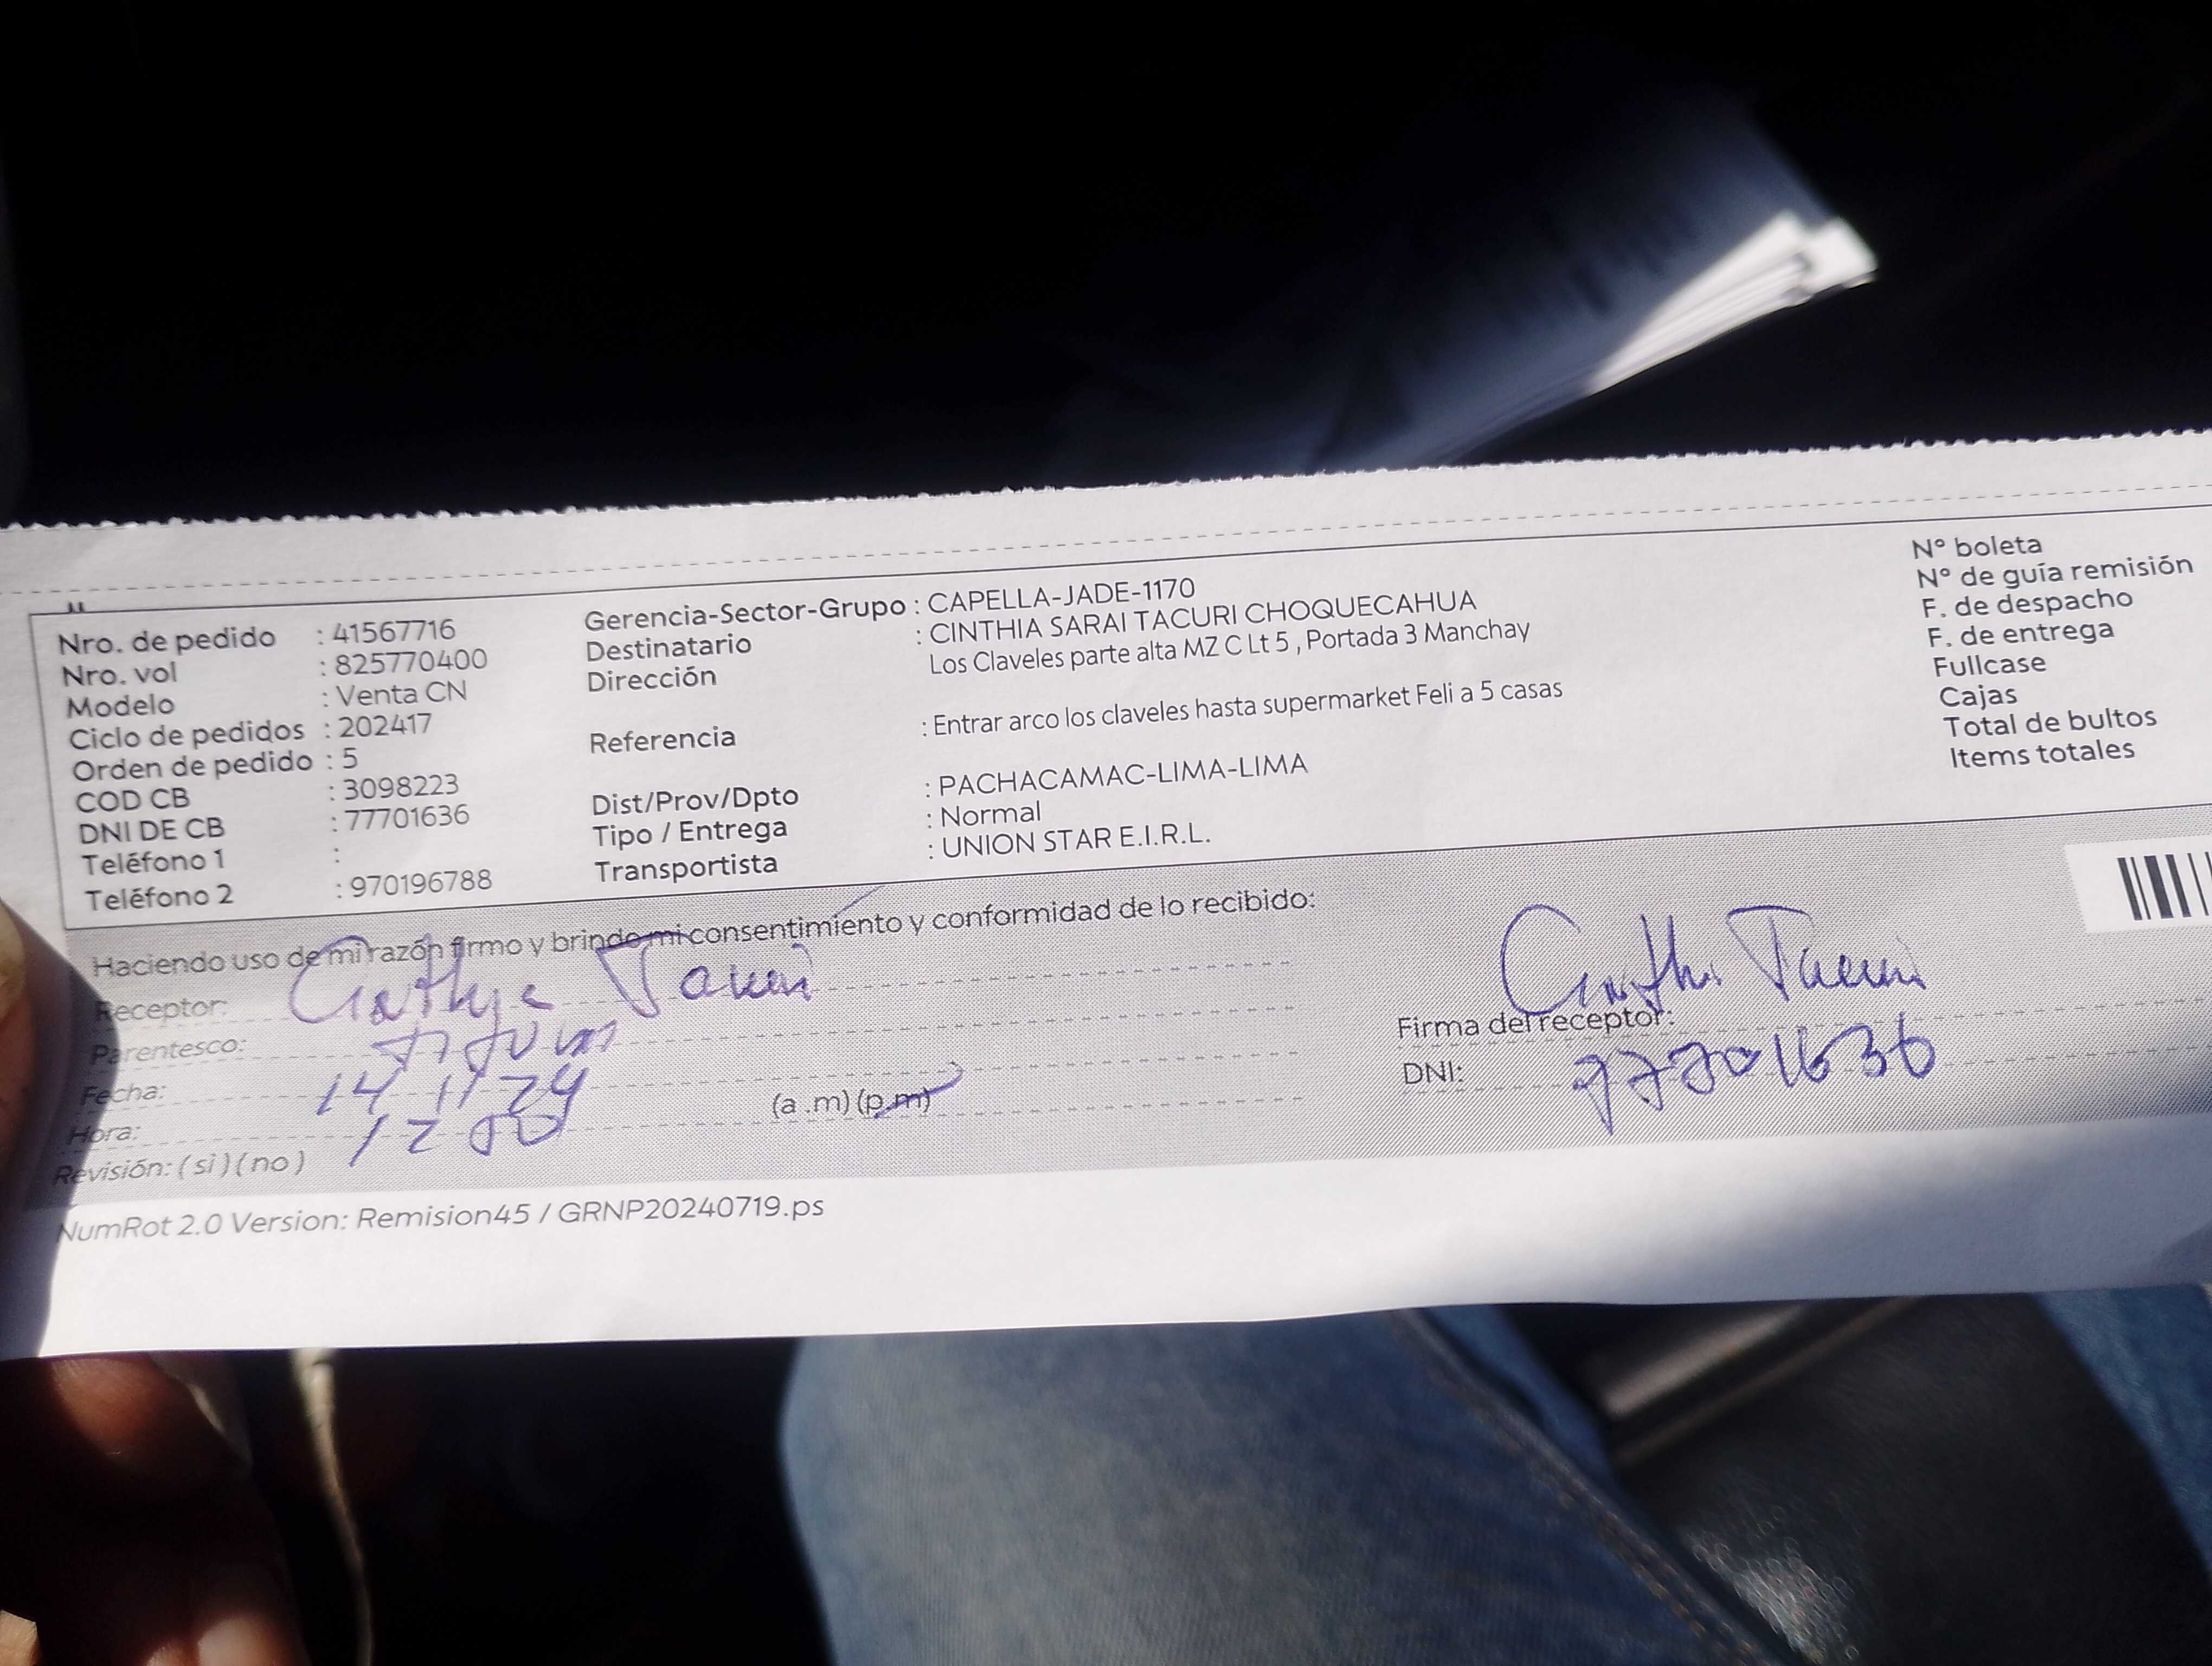 Nro. de pedido : 41567716
Nro. vol : 825770400
Modelo : Venta CN
Ciclo de pedidos : 202417
Orden de pedido : 5
COD CB : 3098223
DNI DE CB : 77701636
Teléfono 1 :
Teléfono 2 : 970196788
Gerencia-Sector-Grupo : CAPELLA-JADE-1170
Destinatario : CINTHIA SARAI TACURI CHOQUECAHUA
Dirección Los Claveles parte alta MZ C Lt 5 , Portada 3 Manchay
Referencia : Entrar arco los claveles hasta supermarket Feli a 5 casas
Dist/Prov/Dpto : PACHACAMAC-LIMA-LIMA
Tipo / Entrega : Normal
Transportista : UNION STAR E.I.R.L.
N° boleta
N° de guía remisión
F. de despacho
F. de entrega
Fullcase
Cajas
Total de bultos
Items totales
Haciendo uso de mi razón firmo y brindo mi consentimiento y conformidad de lo recibido:
Receptor:
Parentesco:
Fecha: 14 11 24
Hora: 12 00 (a .m) (p.m)
Revisión: ( si ) ( no )
Firma del receptor:
DNI: 77701636
NumRot 2.0 Version: Remision45 / GRNP20240719.ps